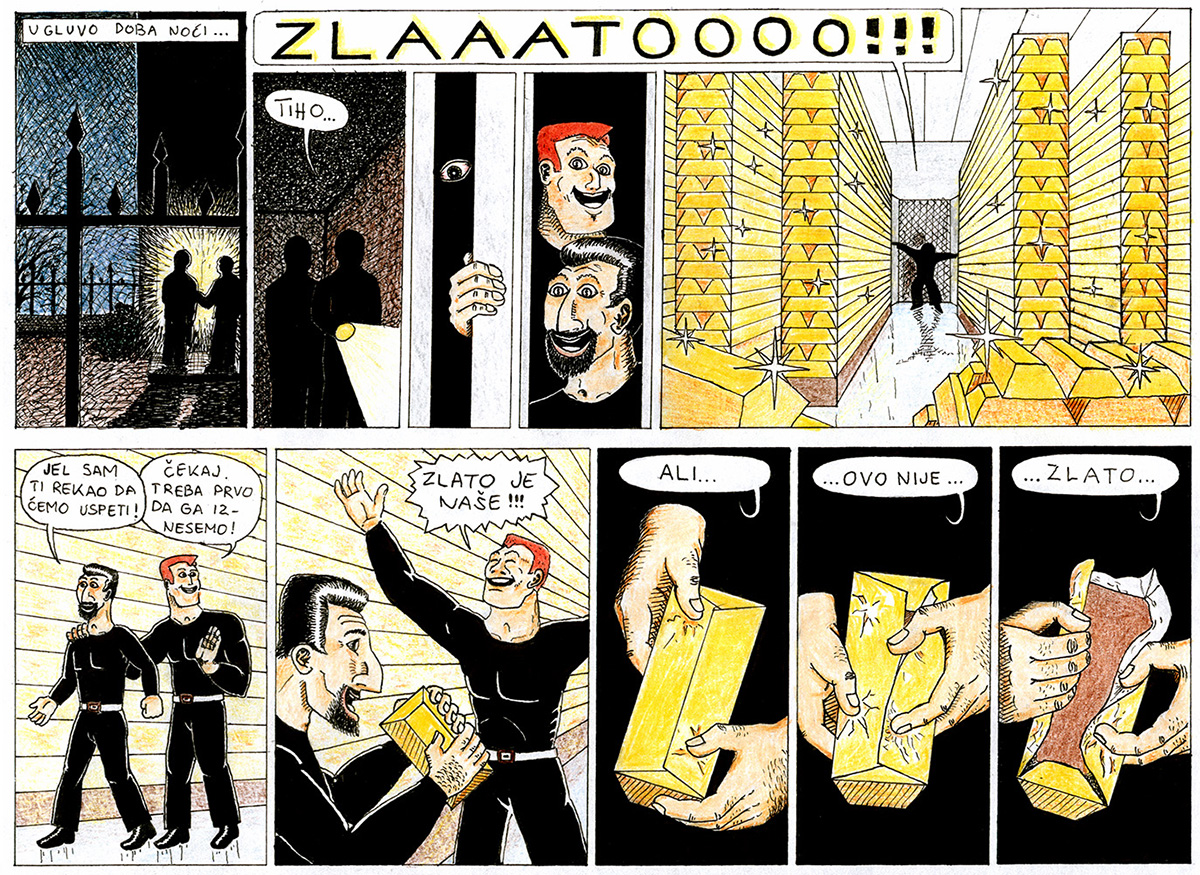 U GLUVO DOBA NOĆI...
ZLAAATOOOO!!!
TIHO...
JEL SAM
TI REKAO DA
ĆEMO USPETI!
ČEKAJ.
TREBA PRVO
DA GA IZ-
NESEMO!
ZLATO JE
NAŠE!!!
ALI...
...OVO NIJE...
...ZLATO...